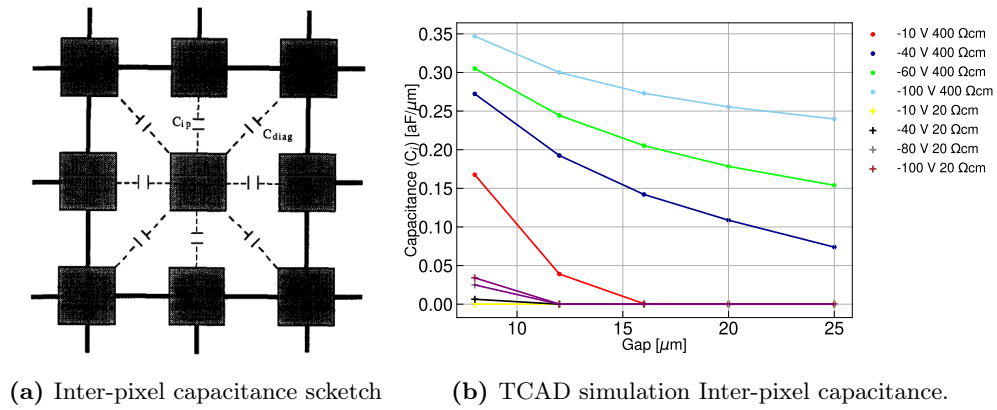 C_ip
C_diag
Capacitance (C_i) [aF/μm]
0.35
0.30
0.25
0.20
0.15
0.10
0.05
0.00
10
15
20
25
Gap [μm]
-10 V 400 Ωcm
-40 V 400 Ωcm
-60 V 400 Ωcm
-100 V 400 Ωcm
-10 V 20 Ωcm
-40 V 20 Ωcm
-80 V 20 Ωcm
-100 V 20 Ωcm
(a) Inter-pixel capacitance scketch
(b) TCAD simulation Inter-pixel capacitance.